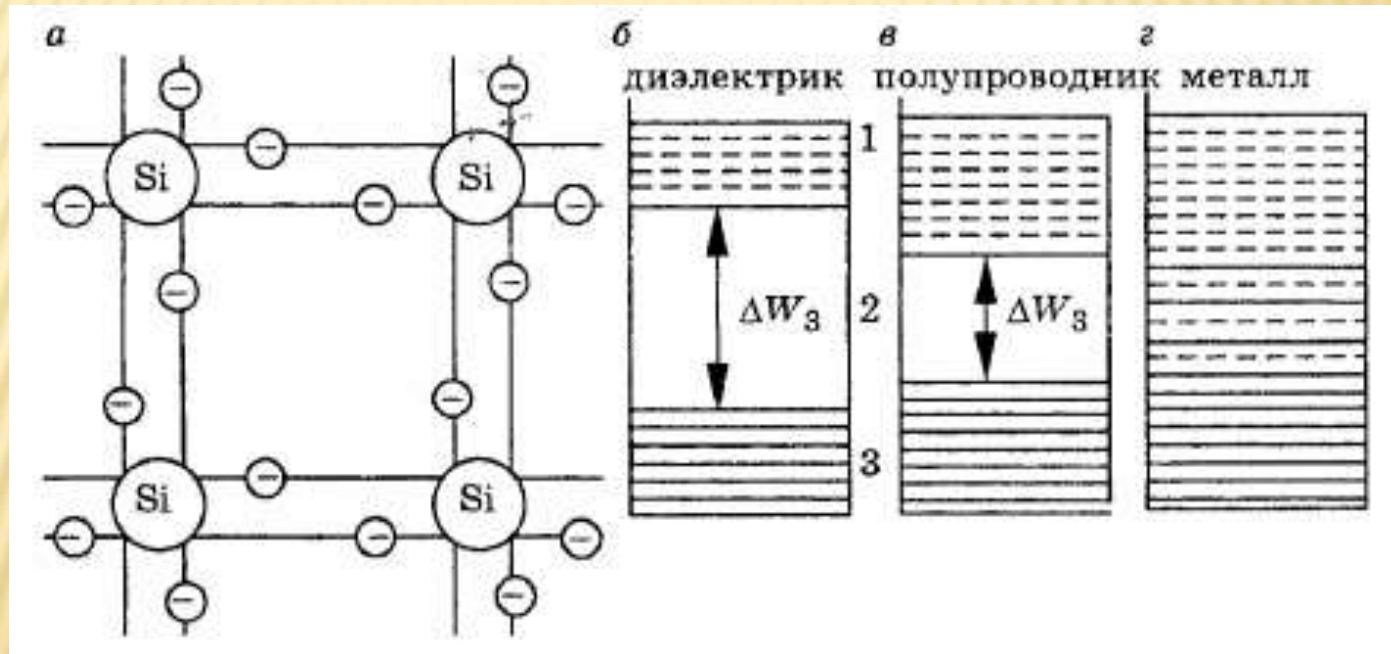 а б в г
диэлектрик полупроводник металл
1
Si Si
2
ΔW₃ ΔW₃
3
Si Si